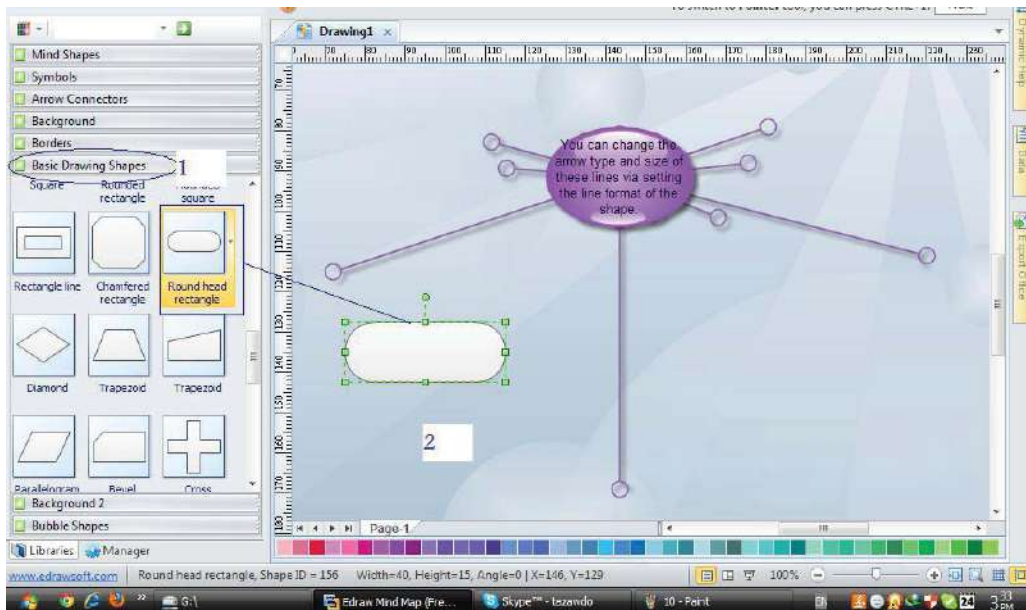 Drawing1 ×
Mind Shapes
Symbols
Arrow Connectors
Background
Borders
Basic Drawing Shapes
1
Square
Rounded rectangle
square
Rectangle line
Chamfered rectangle
Round head rectangle
Diamond
Trapezoid
Trapezoid
Parallelogram
Bevel
Cross
Background 2
Bubble Shapes
Libraries
Manager
You can change the
arrow type and size of
these lines via setting
the line format of the
shape.
2
Page-1
100%
www.edrawsoft.com
Round head rectangle, Shape ID = 156 Width=40, Height=15, Angle=0 | X=146, Y=129
G:\
Edraw Mind Map (Fre...
Skype™ - tazawdo
10 - Paint